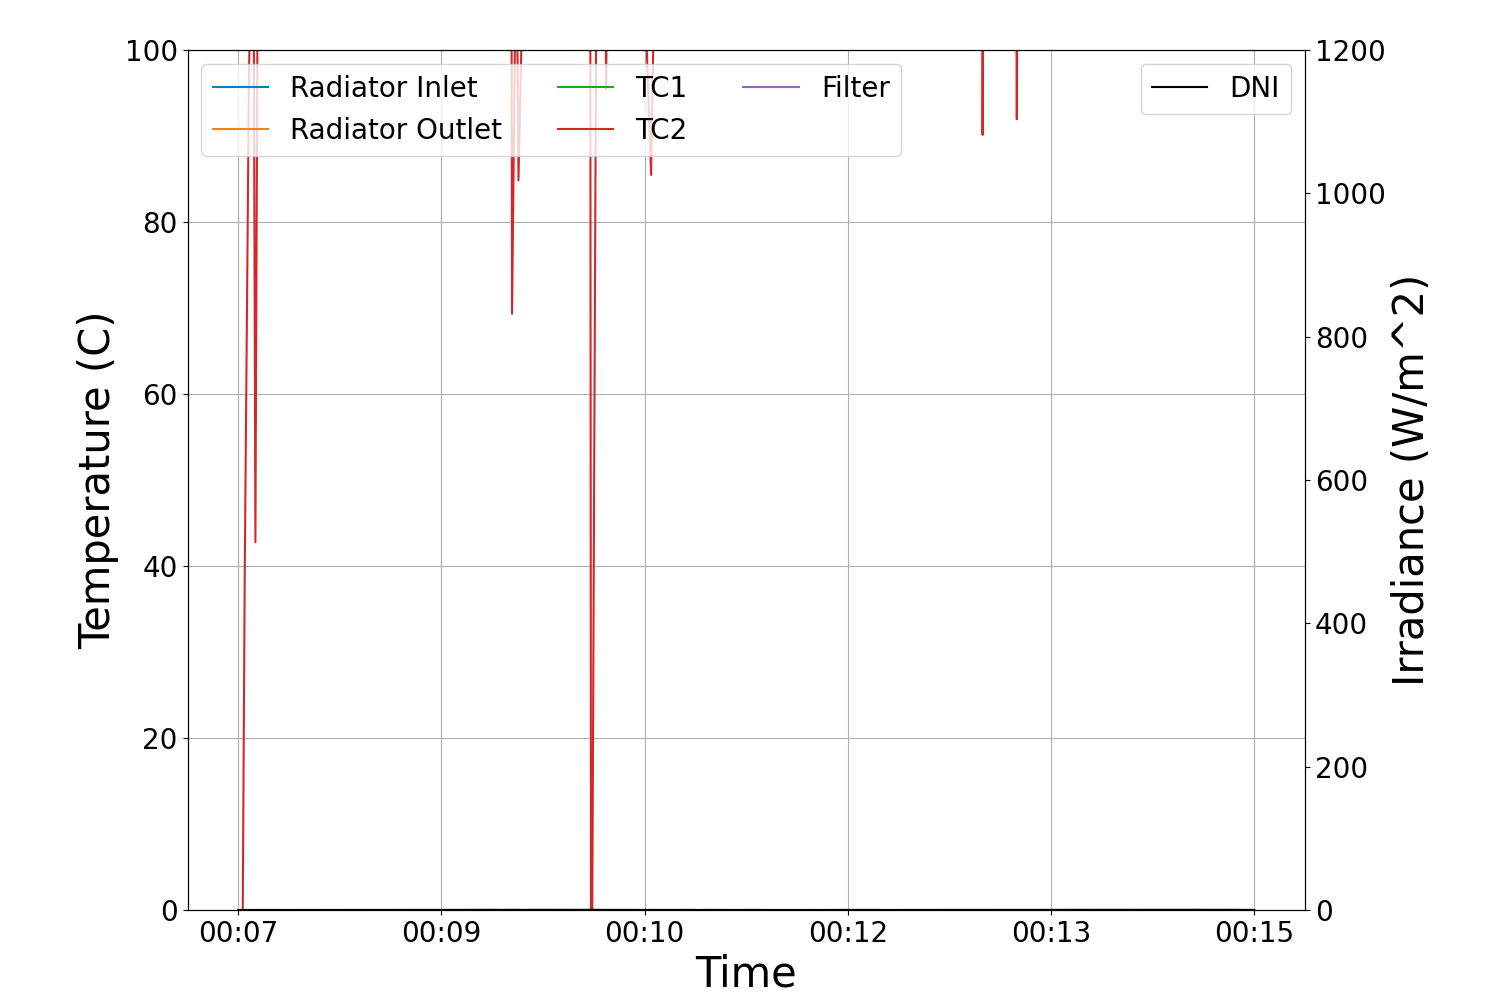 100
80
60
40
20
0
Temperature (C)
Radiator Inlet
Radiator Outlet
TC1
TC2
Filter
DNI
1200
1000
800
600
400
200
0
Irradiance (W/m^2)
00:07 00:09 00:10 00:12 00:13 00:15
Time